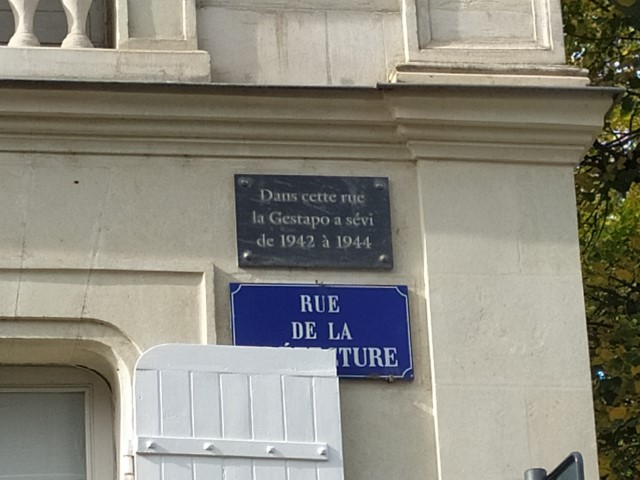 Dans cette rue
la Gestapo a sévi
de 1942 à 1944
RUE
DE LA